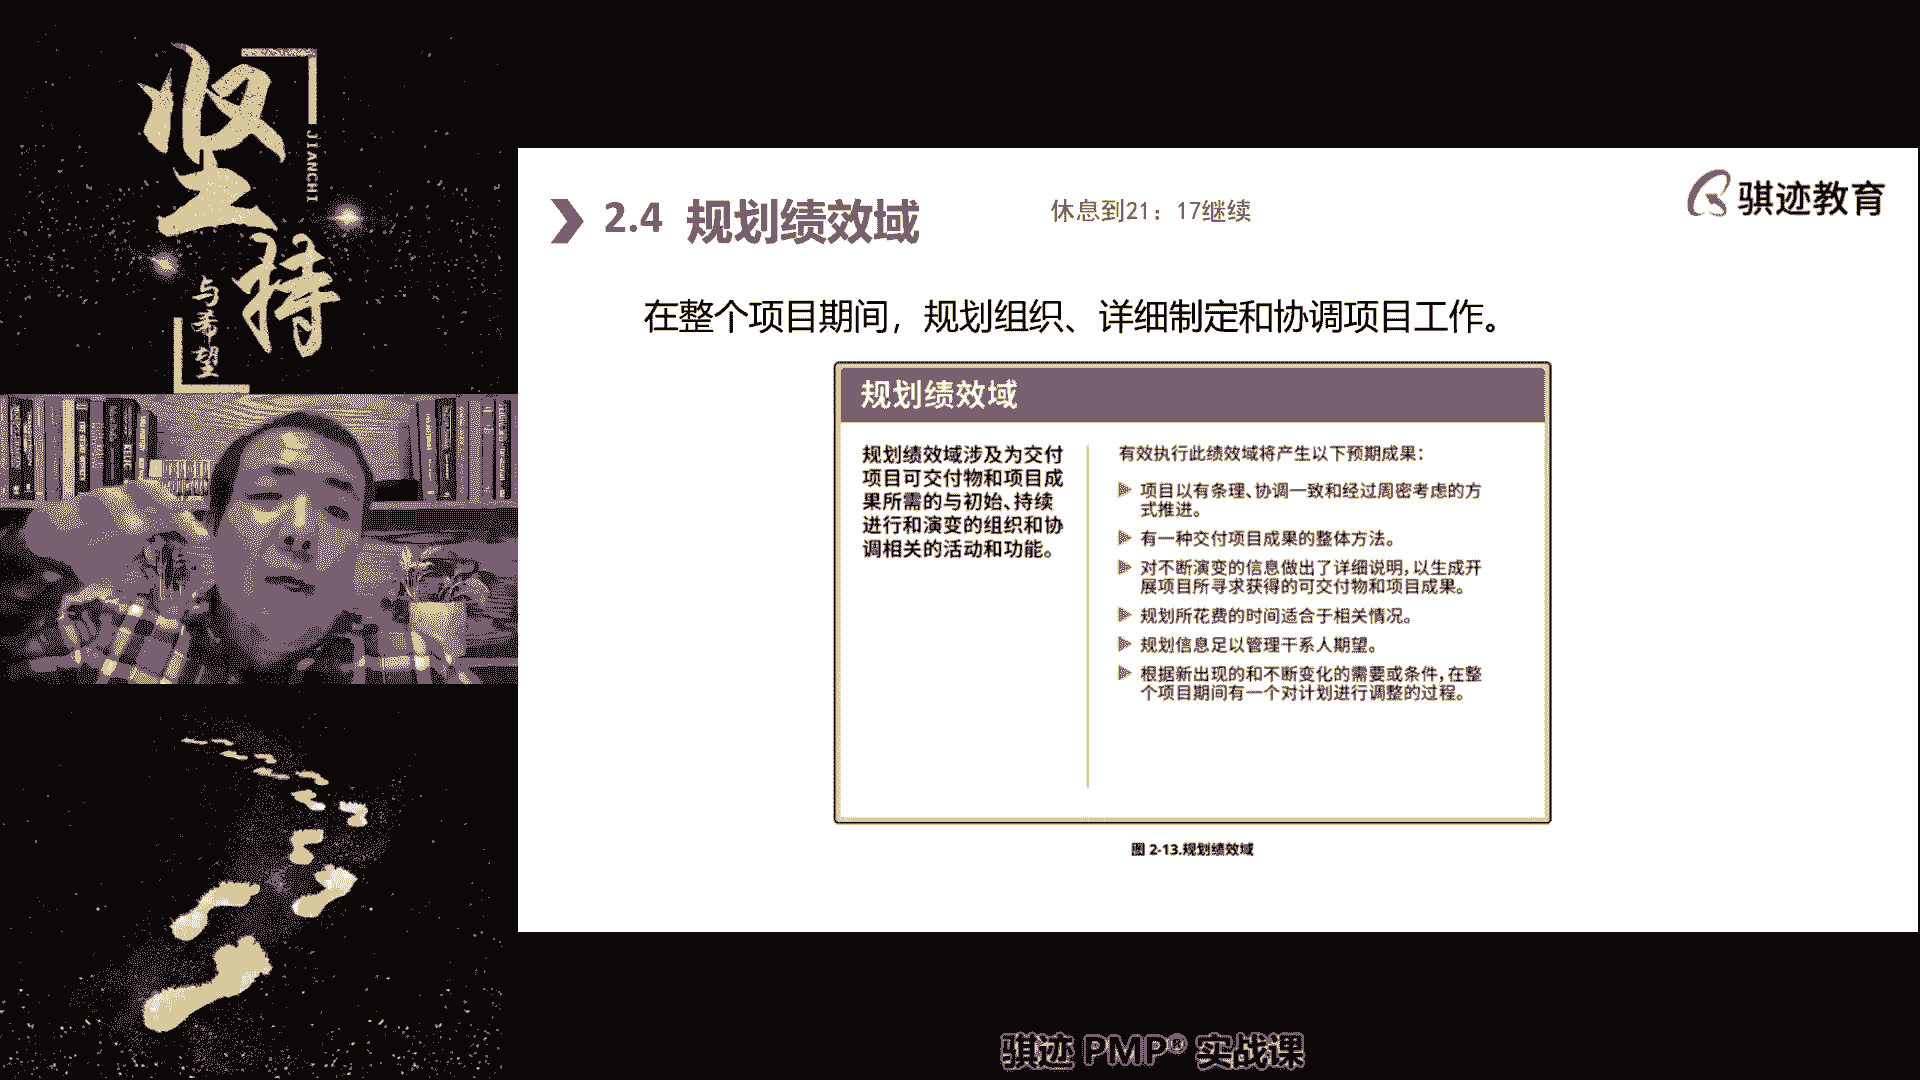 坚持
JIANCHI
与希望
2.4 规划绩效域
休息到21：17继续
骐迹教育
在整个项目期间，规划组织、详细制定和协调项目工作。
规划绩效域
规划绩效域涉及为交付
项目可交付物和项目成
果所需的与初始、持续
进行和演变的组织和协
调相关的活动和功能。
有效执行此绩效域将产生以下预期成果：
项目以有条理、协调一致和经过周密考虑的方
式推进。
有一种交付项目成果的整体方法。
对不断演变的信息做出了详细说明，以生成开
展项目所寻求获得的可交付物和项目成果。
规划所花费的时间适合于相关情况。
规划信息足以管理干系人期望。
根据新出现的和不断变化的需要或条件，在整
个项目期间有一个对计划进行调整的过程。
图 2-13.规划绩效域
骐迹 PMP® 实战课